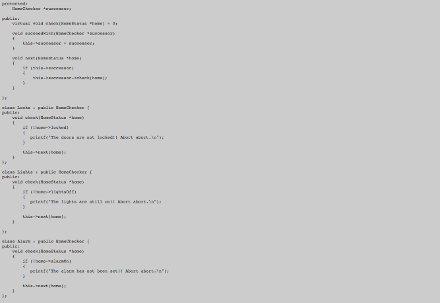 protected:
HomeChecker *successor;
public:
virtual void check(HomeStatus *home) = 0;
void succeedWith(HomeChecker *successor)
{
this->successor = successor;
}
void next(HomeStatus *home)
{
if (this->successor)
{
this->successor->check(home);
}
}
};
class Locks : public HomeChecker {
public:
void check(HomeStatus *home)
{
if (!home->locked)
{
printf("The doors are not locked!! Abort abort.\n");
}
this->next(home);
}
};
class Lights : public HomeChecker {
public:
void check(HomeStatus *home)
{
if (!home->lightsOff)
{
printf("The lights are still on!! Abort abort.\n");
}
this->next(home);
}
};
class Alarm : public HomeChecker {
public:
void check(HomeStatus *home)
{
if (!home->alarmOn)
{
printf("The alarm has not been set!! Abort abort.\n");
}
this->next(home);
}
};